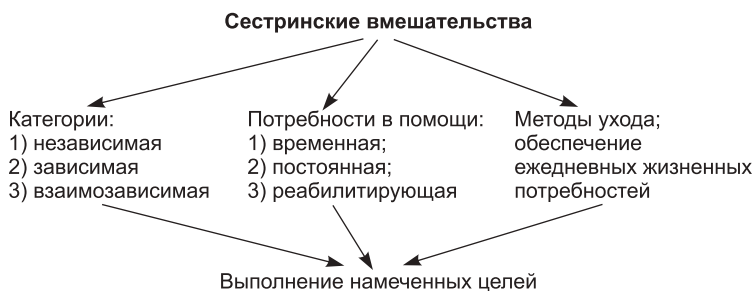 Сестринские вмешательства
Категории:
1) независимая
2) зависимая
3) взаимозависимая
Потребности в помощи:
1) временная;
2) постоянная;
3) реабилитирующая
Методы ухода;
обеспечение
ежедневных жизненных
потребностей
Выполнение намеченных целей